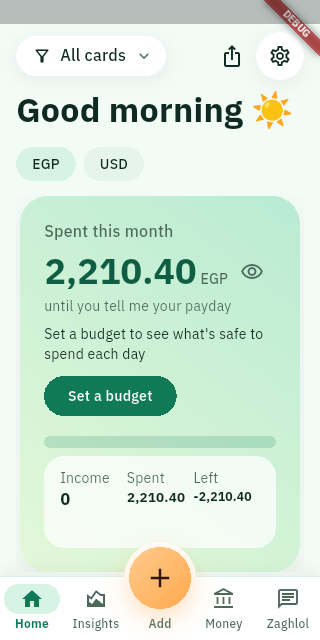 DEBUG
All cards
Good morning ☀️
EGP USD
Spent this month
2,210.40 EGP
until you tell me your payday
Set a budget to see what's safe to
spend each day
Set a budget
Income Spent Left
0 2,210.40 -2,210.40
Home Insights Add Money Zaghlol